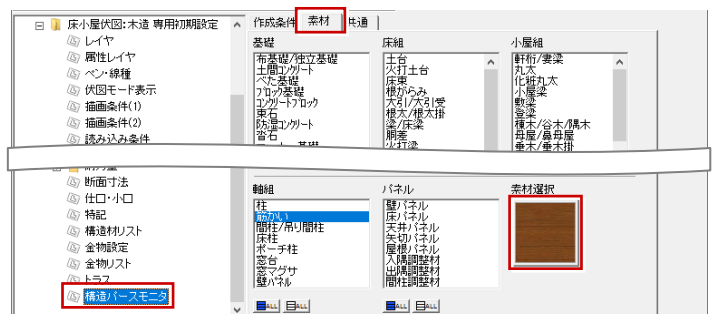 床小屋伏図:木造 専用初期設定
レイヤ
属性レイヤ
ペン・線種
伏図モード表示
描画条件(1)
描画条件(2)
読み込み条件
断面寸法
仕口・小口
特記
構造材リスト
金物設定
金物リスト
トラス
構造パースモニタ
作成条件 素材 共通
基礎
布基礎/独立基礎
土間コンクリート
べた基礎
ブロック基礎
コンクリートブロック
束石
防湿コンクリート
沓石
床組
土台
火打土台
床束
根がらみ
大引/大引受
根太/根太掛
梁/床梁
胴差
火打梁
小屋組
軒桁/妻梁
丸太
化粧丸太
小屋梁
敷梁
登梁
棟木/谷木/隅木
母屋/鼻母屋
垂木/垂木掛
軸組
柱
筋かい
間柱/吊り間柱
床柱
ポーチ柱
窓台
窓マグサ
壁パネル
ALL ALL
パネル
壁パネル
床パネル
天井パネル
矢切パネル
屋根パネル
入隅調整材
出隅調整材
間柱調整材
ALL ALL
素材選択